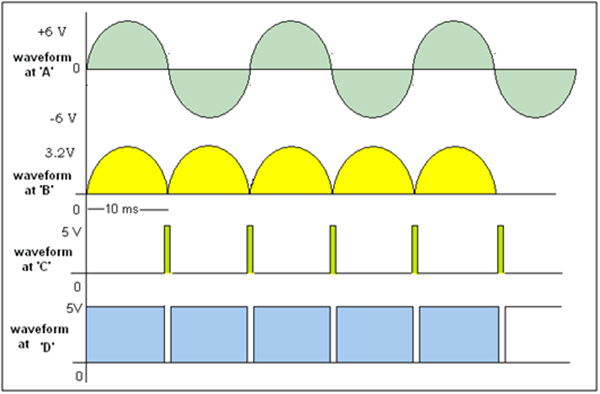 +6 V
waveform
at 'A'
0
-6 V
3.2V
waveform
at 'B'
0
10 ms
5 V
waveform
at 'C'
0
5V
waveform
at 'D'
0